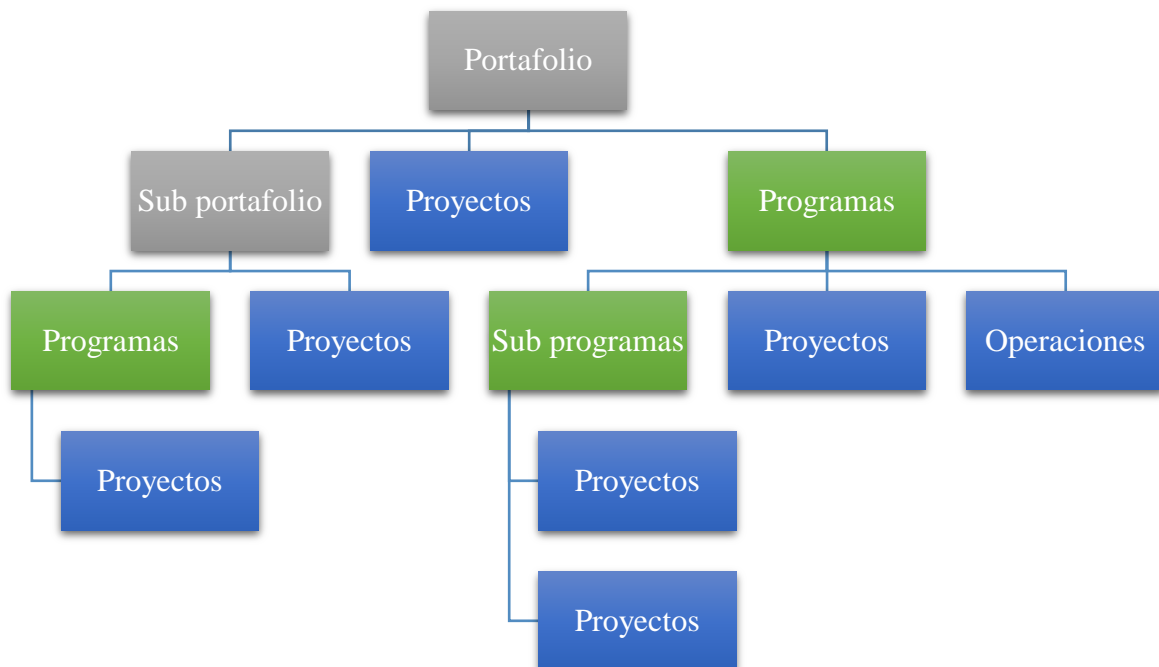 Portafolio
Sub portafolio
Proyectos
Programas
Programas
Proyectos
Sub programas
Proyectos
Operaciones
Proyectos
Proyectos
Proyectos